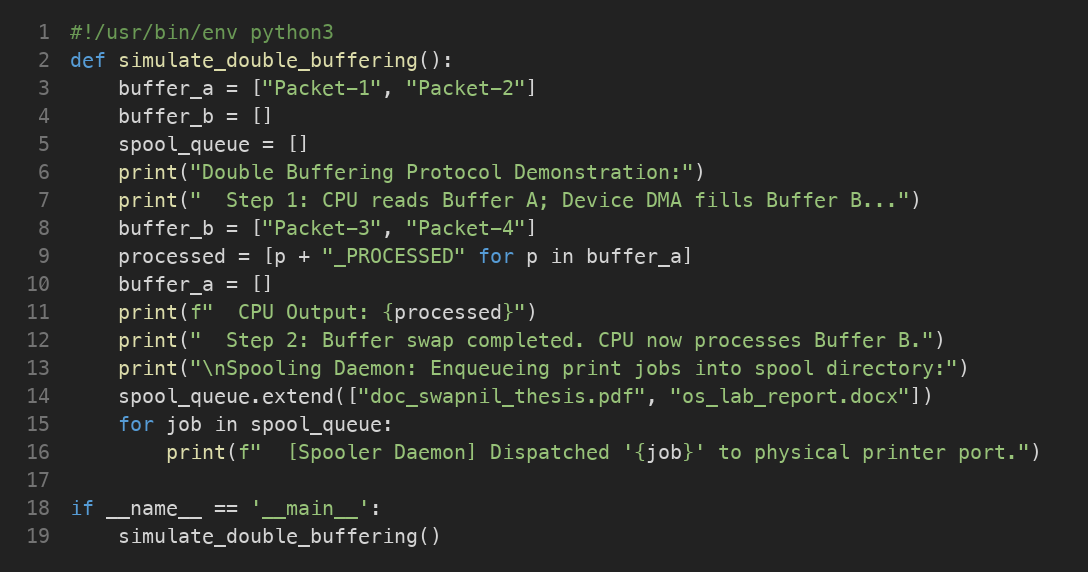 1 #!/usr/bin/env python3
2 def simulate_double_buffering():
3     buffer_a = ["Packet-1", "Packet-2"]
4     buffer_b = []
5     spool_queue = []
6     print("Double Buffering Protocol Demonstration:")
7     print("  Step 1: CPU reads Buffer A; Device DMA fills Buffer B...")
8     buffer_b = ["Packet-3", "Packet-4"]
9     processed = [p + "_PROCESSED" for p in buffer_a]
10     buffer_a = []
11     print(f"  CPU Output: {processed}")
12     print("  Step 2: Buffer swap completed. CPU now processes Buffer B.")
13     print("\nSpooling Daemon: Enqueueing print jobs into spool directory:")
14     spool_queue.extend(["doc_swapnil_thesis.pdf", "os_lab_report.docx"])
15     for job in spool_queue:
16         print(f"  [Spooler Daemon] Dispatched '{job}' to physical printer port.")
17
18 if __name__ == '__main__':
19     simulate_double_buffering()